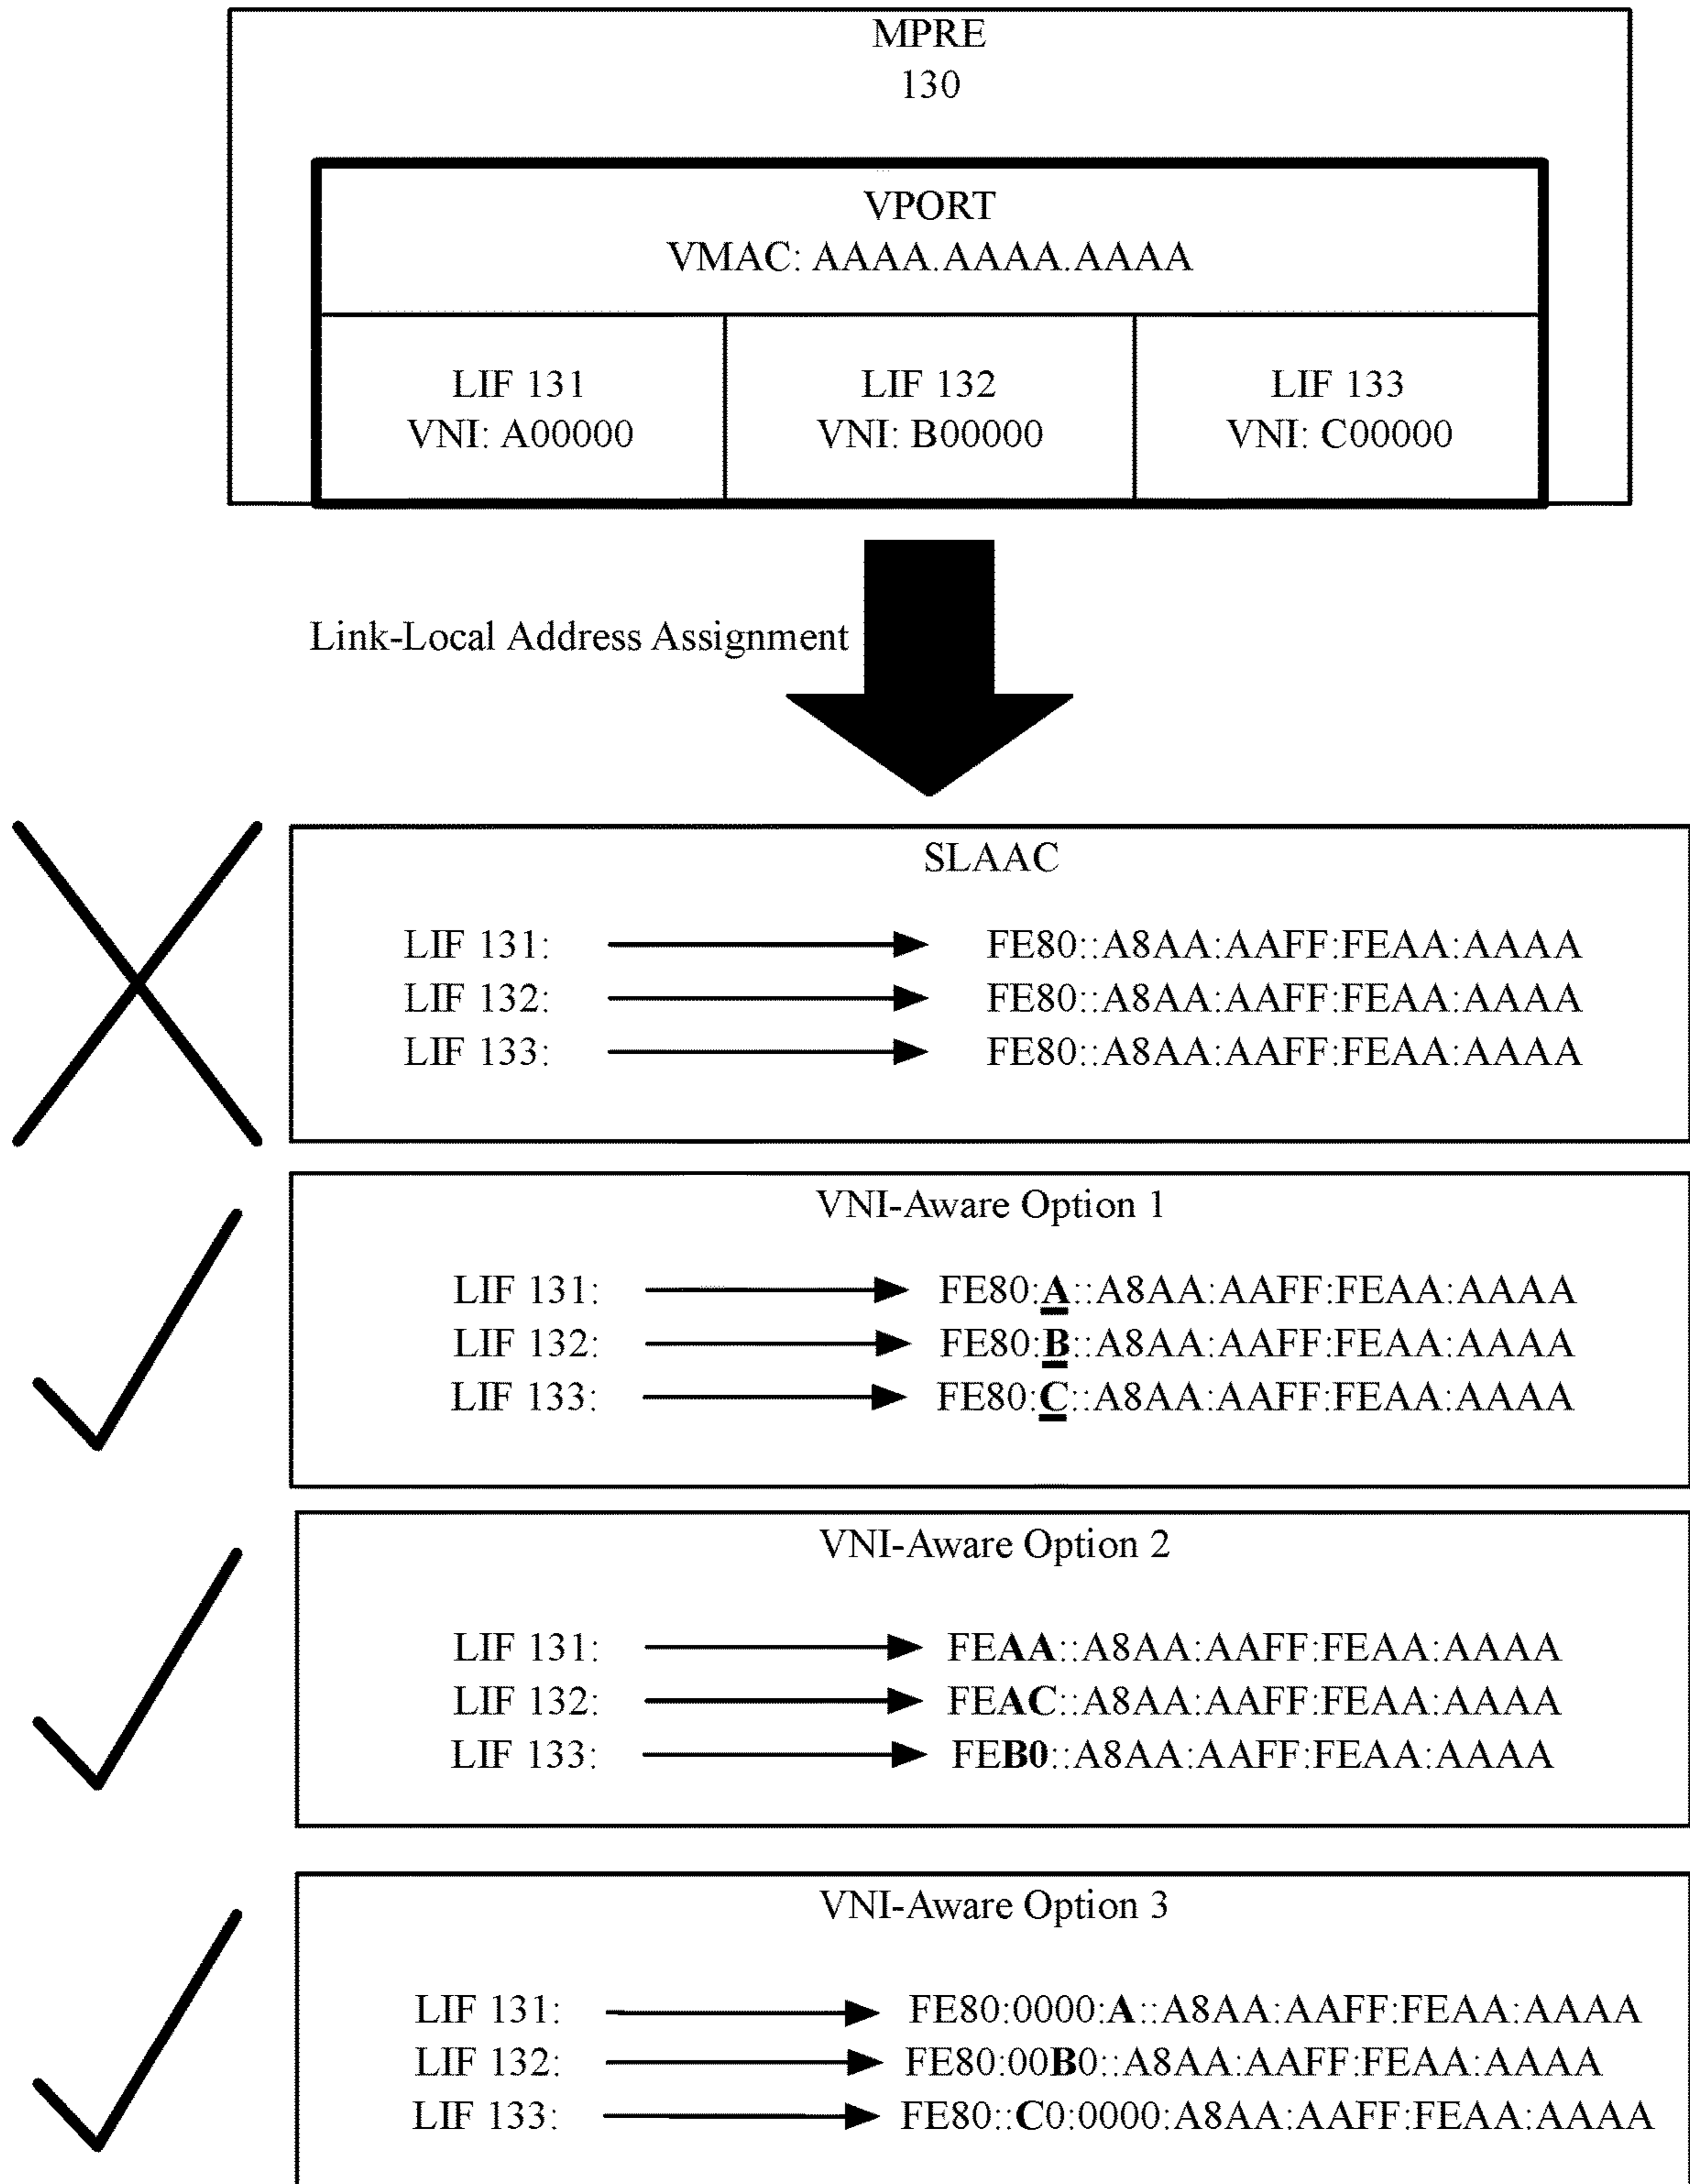 MPRE
130
VPORT
VMAC: AAAA.AAAA.AAAA
LIF 131
VNI: A00000
LIF 132
VNI: B00000
LIF 133
VNI: C00000
Link-Local Address Assignment
SLAAC
LIF 131: FE80::A8AA:AAFF:FEAA:AAAA
LIF 132: FE80::A8AA:AAFF:FEAA:AAAA
LIF 133: FE80::A8AA:AAFF:FEAA:AAAA
VNI-Aware Option 1
LIF 131: FE80:A::A8AA:AAFF:FEAA:AAAA
LIF 132: FE80:B::A8AA:AAFF:FEAA:AAAA
LIF 133: FE80:C::A8AA:AAFF:FEAA:AAAA
VNI-Aware Option 2
LIF 131: FEAA::A8AA:AAFF:FEAA:AAAA
LIF 132: FEAC::A8AA:AAFF:FEAA:AAAA
LIF 133: FEB0::A8AA:AAFF:FEAA:AAAA
VNI-Aware Option 3
LIF 131: FE80:0000:A::A8AA:AAFF:FEAA:AAAA
LIF 132: FE80:00B0::A8AA:AAFF:FEAA:AAAA
LIF 133: FE80::C0:0000:A8AA:AAFF:FEAA:AAAA